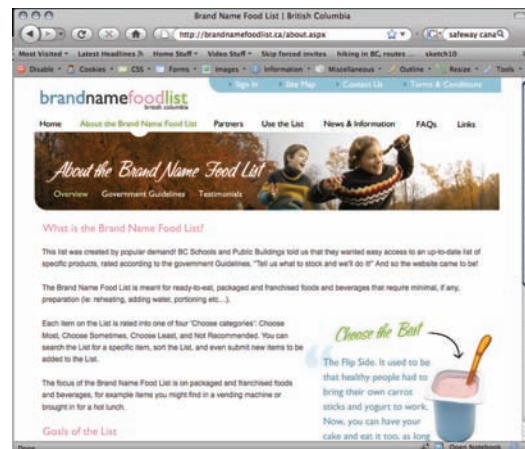 Brand Name Food List | British Columbia
http://brandnamefoodlist.ca/about.aspx
safeway cana
Most Visited Latest Headlines Home Stuff Video Stuff Skip forced invites hiking in BC, routes ... sketch10
Disable Cookies CSS Forms Images Information Miscellaneous Outline Resize Tools
Sign In Site Map Contact Us Terms & Conditions
brandnamefoodlist
british columbia
Home About the Brand Name Food List Partners Use the List News & Information FAQs Links
About the Brand Name Food List
Overview Government Guidelines Testimonials
What is the Brand Name Food List?
This list was created by popular demand! BC Schools and Public Buildings told us that they wanted easy access to an up-to-date list of
specific products, rated according to the government Guidelines. "Tell us what to stock and we'll do it!" And so the website came to be!
The Brand Name Food List is meant for ready-to-eat, packaged and franchised foods and beverages that require minimal, if any,
preparation (ie: reheating, adding water, portioning etc...).
Each item on the List is rated into one of four 'Choose categories': Choose
Most, Choose Sometimes, Choose Least, and Not Recommended. You can
search the List for a specific item, sort the List, and even submit new items to be
added to the List.
The focus of the Brand Name Food List is on packaged and franchised foods
and beverages, for example items you might find in a vending machine or
brought in for a hot lunch.
Goals of the List
Choose the Best
The Flip Side. It used to be
that healthy people had to
bring their own carrot
sticks and yogurt to work.
Now, you can have your
cake and eat it too, as long
Done
Open Notebook